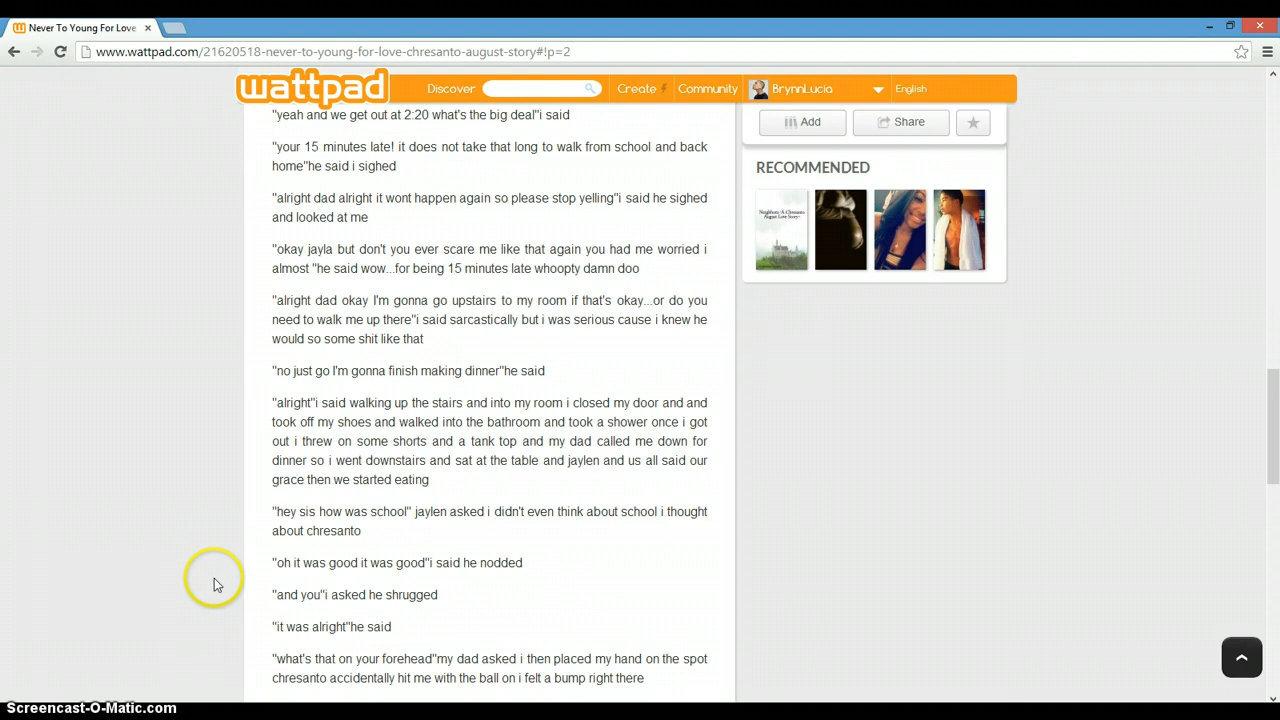 Never To Young For Love
www.wattpad.com/21620518-never-to-young-for-love-chresanto-august-story#!p=2
wattpad
Discover
Create
Community
BrynnLucia
English
"yeah and we get out at 2:20 what's the big deal"i said
"your 15 minutes late! it does not take that long to walk from school and back
home"he said i sighed
"alright dad alright it wont happen again so please stop yelling"i said he sighed
and looked at me
"okay jayla but don't you ever scare me like that again you had me worried i
almost "he said wow...for being 15 minutes late whoopty damn doo
"alright dad okay I'm gonna go upstairs to my room if that's okay...or do you
need to walk me up there"i said sarcastically but i was serious cause i knew he
would so some shit like that
"no just go I'm gonna finish making dinner"he said
"alright"i said walking up the stairs and into my room i closed my door and and
took off my shoes and walked into the bathroom and took a shower once i got
out i threw on some shorts and a tank top and my dad called me down for
dinner so i went downstairs and sat at the table and jaylen and us all said our
grace then we started eating
"hey sis how was school" jaylen asked i didn't even think about school i thought
about chresanto
"oh it was good it was good"i said he nodded
"and you"i asked he shrugged
"it was alright"he said
"what's that on your forehead"my dad asked i then placed my hand on the spot
chresanto accidentally hit me with the ball on i felt a bump right there
Add
Share
RECOMMENDED
Screencast-O-Matic.com